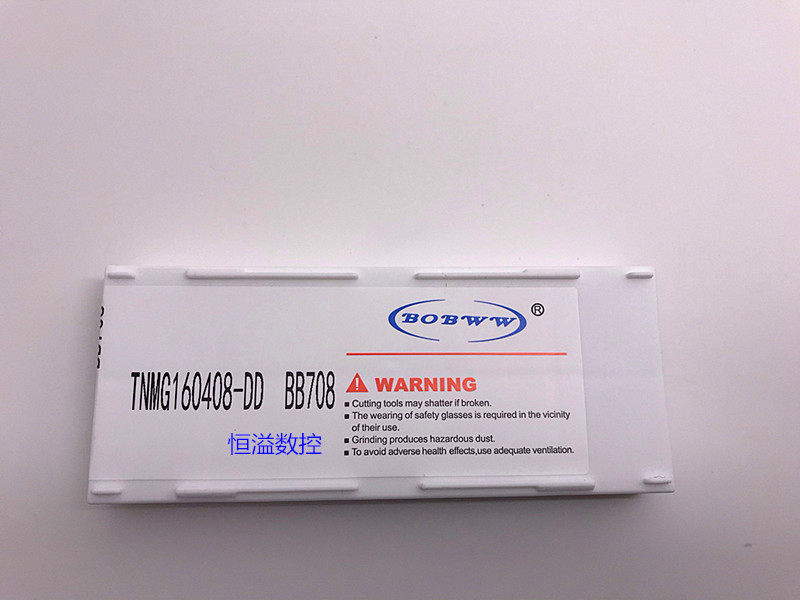 BOBWW®
TNMG160408-DD BB708
恒溢数控
WARNING
■ Cutting tools may shatter if broken.
■ The wearing of safety glasses is required in the vicinity
of their use.
■ Grinding produces hazardous dust.
■ To avoid adverse health effects,use adequate ventilation.